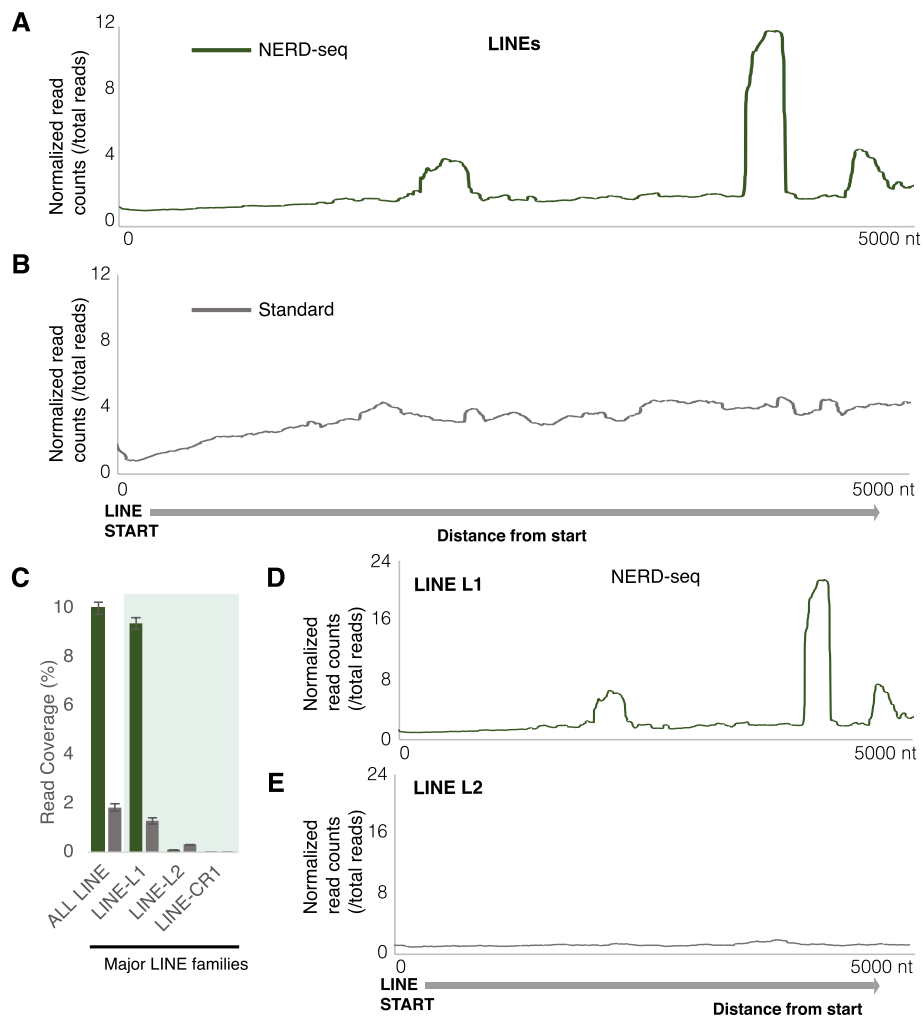 A
12
8
4
0
Normalized read
counts (/total reads)
NERD-seq
LINEs
0
5000 nt
B
12
8
4
0
Normalized read
counts (/total reads)
Standard
0
5000 nt
LINE
START
Distance from start
C
10
8
6
4
2
0
Read Coverage (%)
ALL LINE
LINE-L1
LINE-L2
LINE-CR1
Major LINE families
D
24
16
8
0
Normalized
read counts
(/total reads)
LINE L1
NERD-seq
0
5000 nt
E
24
16
8
0
Normalized
read counts
(/total reads)
LINE L2
0
5000 nt
LINE
START
Distance from start